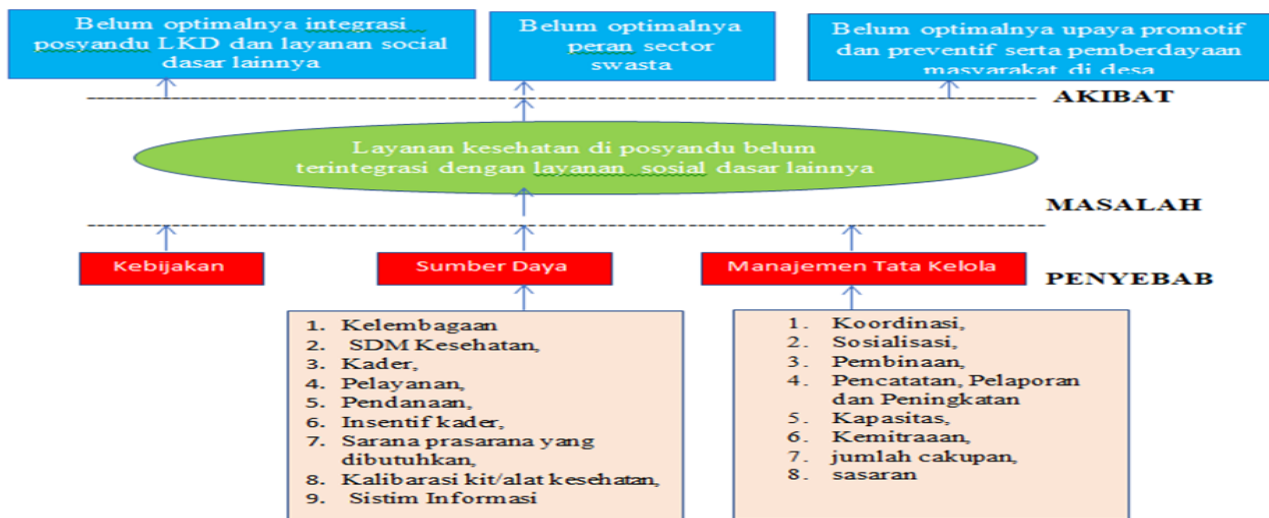 Belum optimalnya integrasi
posyandu LKD dan layanan social
dasar lainnya
Belum optimalnya
peran sector
swasta
Belum optimalnya upaya promotif
dan preventif serta pemberdayaan
masyarakat di desa
AKIBAT
Layanan kesehatan di posyandu belum
terintegrasi dengan layanan sosial dasar lainnya
MASALAH
Kebijakan
Sumber Daya
Manajemen Tata Kelola
PENYEBAB
1. Kelembagaan
2. SDM Kesehatan,
3. Kader,
4. Pelayanan,
5. Pendanaan,
6. Insentif kader,
7. Sarana prasarana yang
dibutuhkan,
8. Kalibarasi kit/alat kesehatan,
9. Sistim Informasi
1. Koordinasi,
2. Sosialisasi,
3. Pembinaan,
4. Pencatatan, Pelaporan
dan Peningkatan
5. Kapasitas,
6. Kemitraaan,
7. jumlah cakupan,
8. sasaran